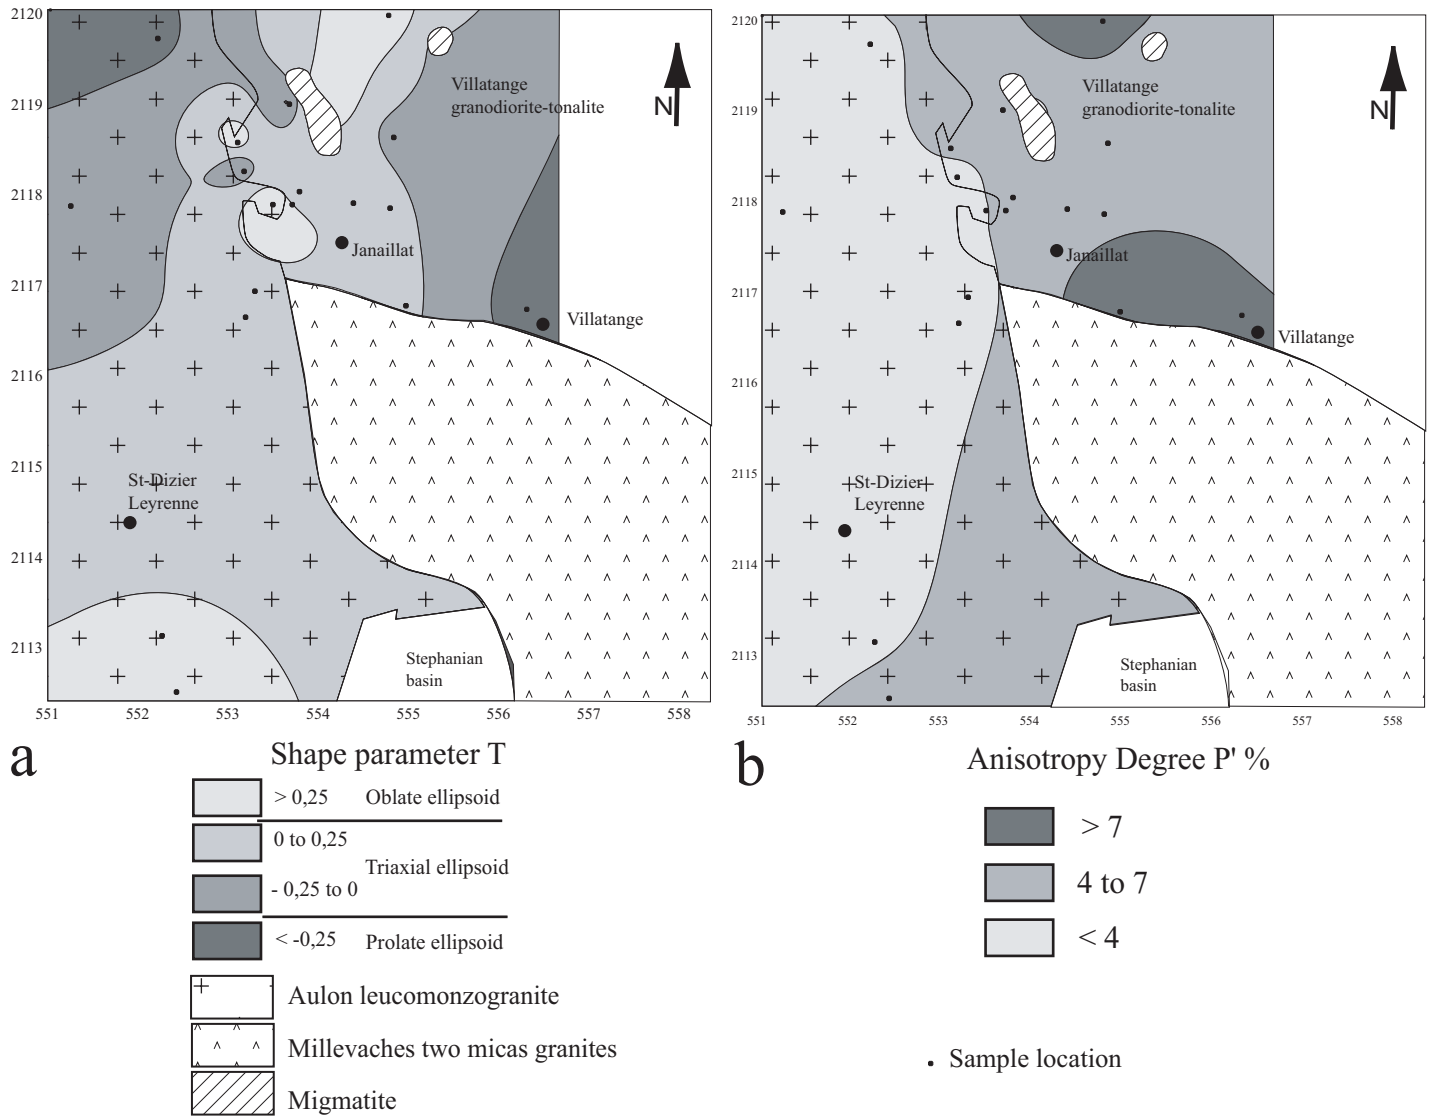 2120
2119
2118
2117
2116
2115
2114
2113
551
552
553
554
555
556
557
558
Villatange
granodiorite-tonalite
N
Janaillat
Villatange
St-Dizier
Leyrenne
Stephanian
basin
2120
2119
2118
2117
2116
2115
2114
2113
551
552
553
554
555
556
557
558
Villatange
granodiorite-tonalite
N
Janaillat
Villatange
St-Dizier
Leyrenne
Stephanian
basin
a
Shape parameter T
> 0,25 Oblate ellipsoid
0 to 0,25
Triaxial ellipsoid
- 0,25 to 0
< -0,25 Prolate ellipsoid
Aulon leucomonzogranite
Millevaches two micas granites
Migmatite
b
Anisotropy Degree P' %
> 7
4 to 7
< 4
Sample location